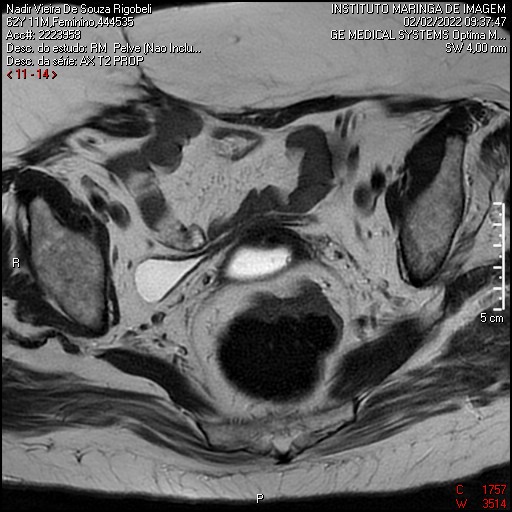 Nadir Vieira De Souza Rigobeli
62Y 11M,Feminino,444535
Acc#: 2223953
Desc. do estudo: RM Pelve (Nao Inclu...
Desc. da série: AX T2 PROP
< 11 - 14 >
INSTITUTO MARINGA DE IMAGEM
02/02/2022 09:37:47
GE MEDICAL SYSTEMS Optima M...
SW 4,00 mm
R
5 cm
P
C 1757
W 3514